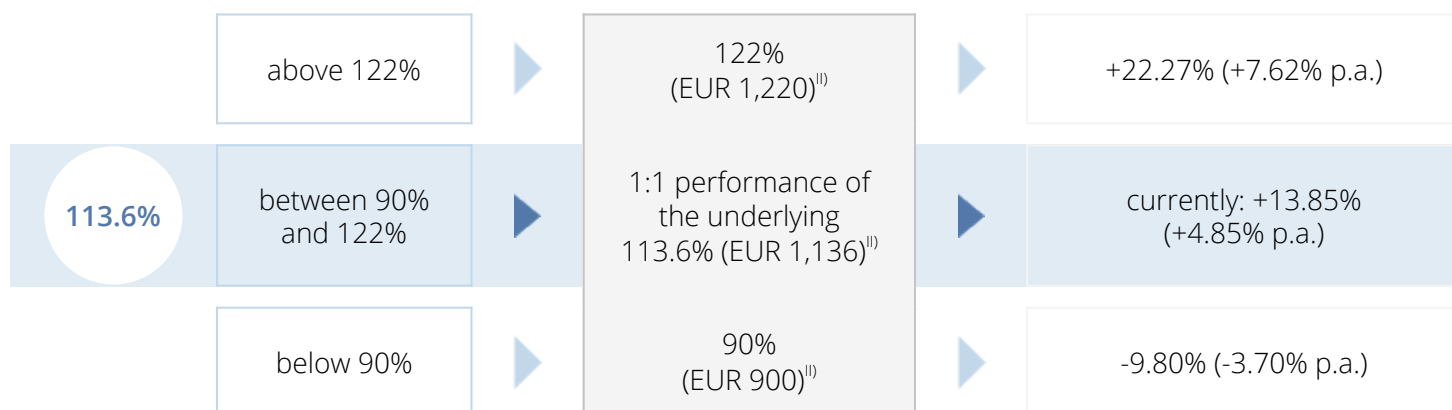 above 122%
122%
(EUR 1,220)II)
+22.27% (+7.62% p.a.)
113.6%
between 90%
and 122%
1:1 performance of
the underlying
113.6% (EUR 1,136)II)
currently: +13.85%
(+4.85% p.a.)
below 90%
90%
(EUR 900)II)
-9.80% (-3.70% p.a.)